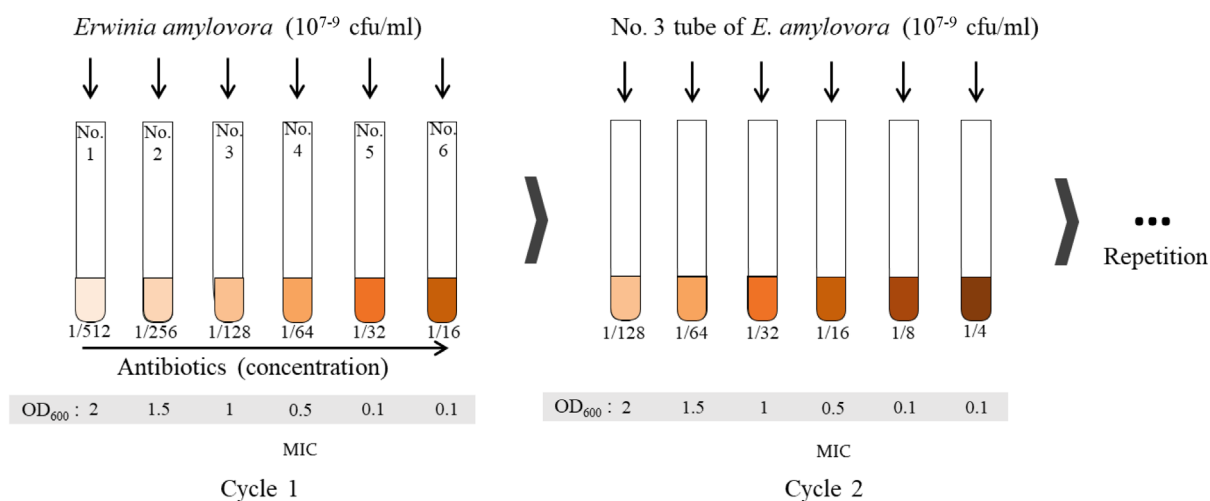 Erwinia amylovora (10⁷⁻⁹ cfu/ml)
No. 1 No. 2 No. 3 No. 4 No. 5 No. 6
1/512 1/256 1/128 1/64 1/32 1/16
Antibiotics (concentration)
OD₆₀₀ : 2 1.5 1 0.5 0.1 0.1
MIC
Cycle 1
No. 3 tube of E. amylovora (10⁷⁻⁹ cfu/ml)
1/128 1/64 1/32 1/16 1/8 1/4
OD₆₀₀ : 2 1.5 1 0.5 0.1 0.1
MIC
Cycle 2
...
Repetition